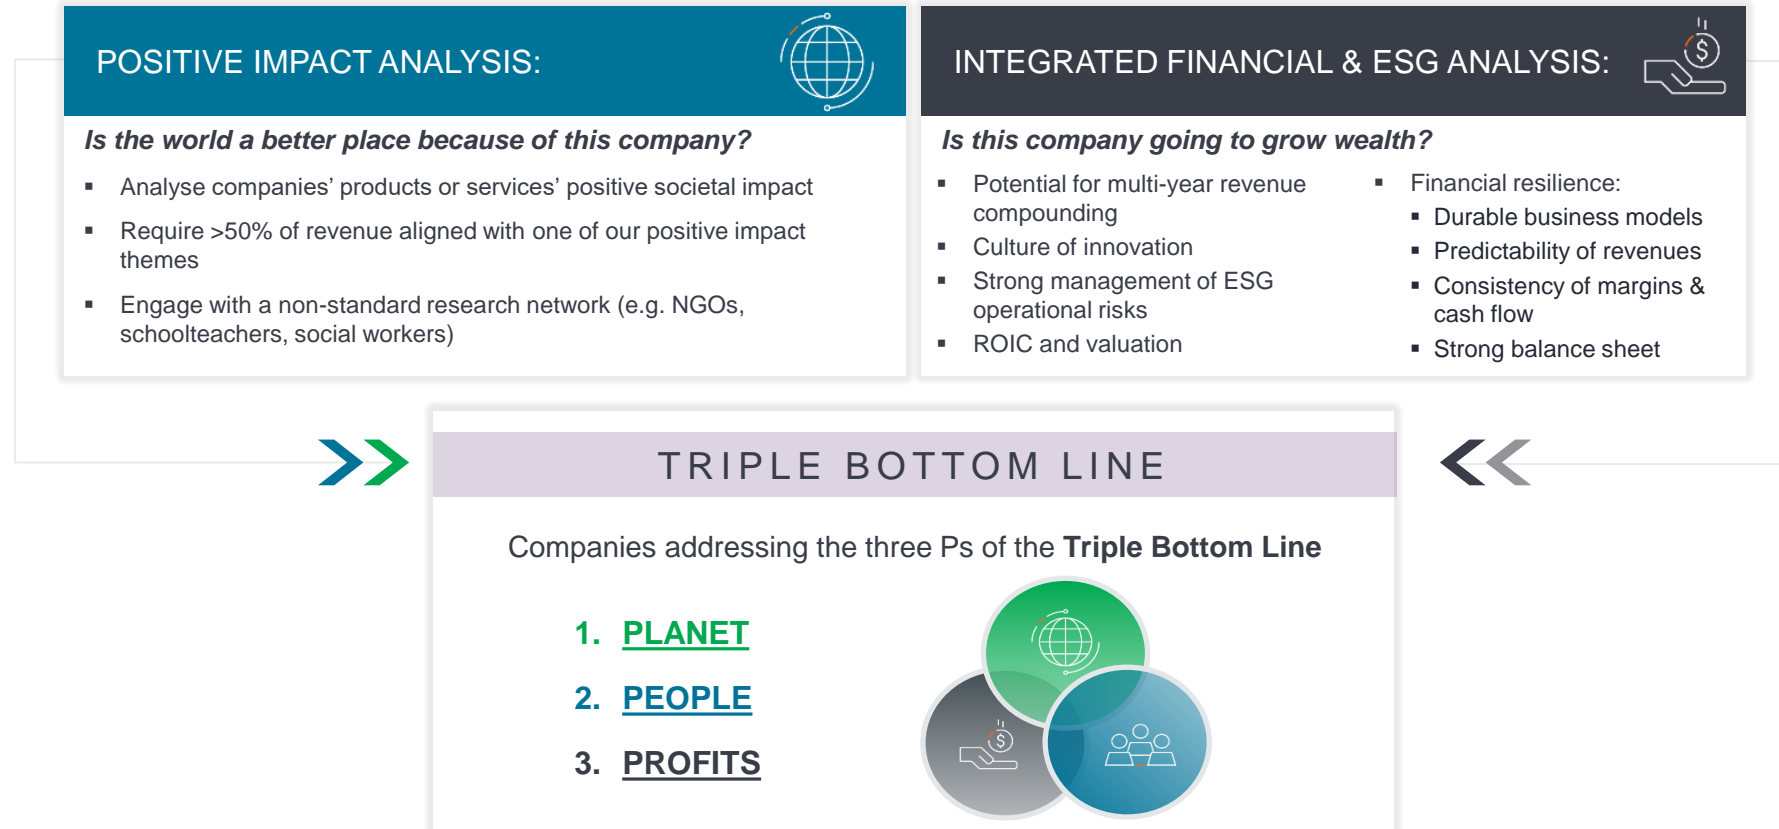 POSITIVE IMPACT ANALYSIS:
Is the world a better place because of this company?
▪ Analyse companies’ products or services’ positive societal impact
▪ Require >50% of revenue aligned with one of our positive impact
themes
▪ Engage with a non-standard research network (e.g. NGOs,
schoolteachers, social workers)
INTEGRATED FINANCIAL & ESG ANALYSIS:
$
Is this company going to grow wealth?
▪ Potential for multi-year revenue
compounding
▪ Culture of innovation
▪ Strong management of ESG
operational risks
▪ ROIC and valuation
▪ Financial resilience:
▪ Durable business models
▪ Predictability of revenues
▪ Consistency of margins &
cash flow
▪ Strong balance sheet
TRIPLE BOTTOM LINE
Companies addressing the three Ps of the Triple Bottom Line
1. PLANET
2. PEOPLE
3. PROFITS
$